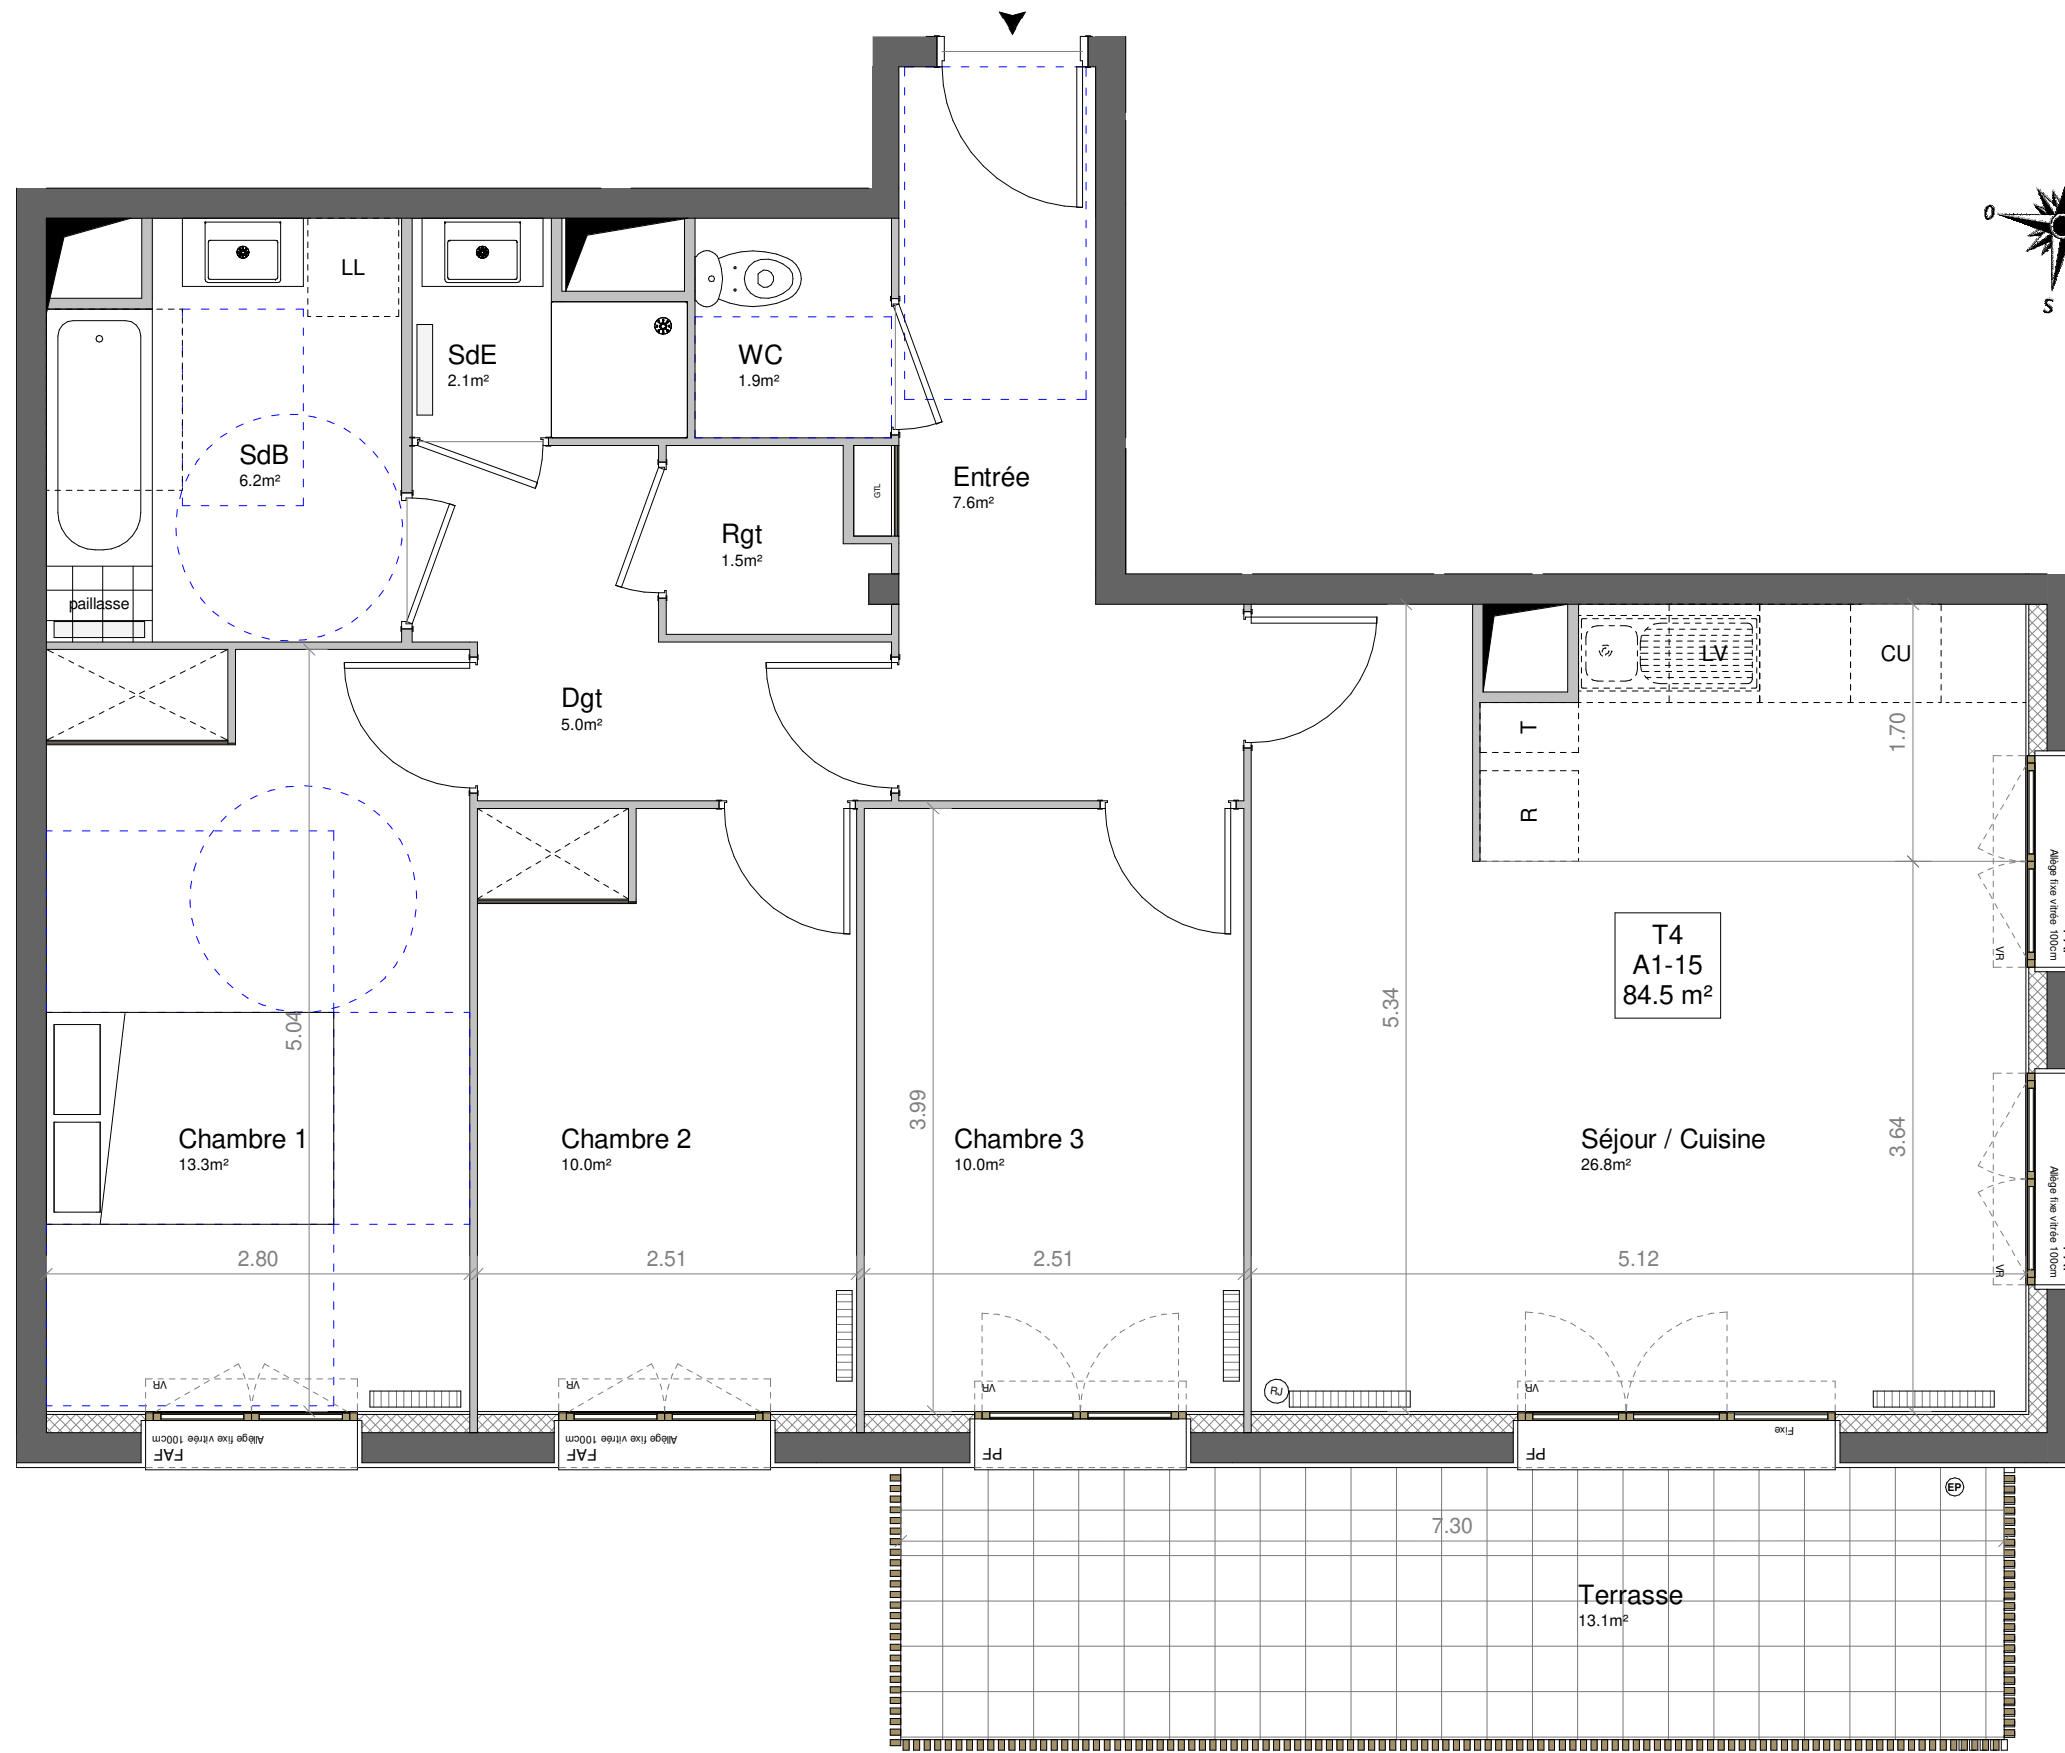 O
S
LL
SdE
2.1m²
WC
1.9m²
SdB
6.2m²
Entrée
7.6m²
GTL
Rgt
1.5m²
paillasse
LV
CU
Dgt
5.0m²
T
1.70
R
Allège fixe vitrée 100cm
VR
T4
A1-15
84.5 m²
5.04
5.34
3.99
3.64
Chambre 1
13.3m²
Chambre 2
10.0m²
Chambre 3
10.0m²
Séjour / Cuisine
26.8m²
Allège fixe vitrée 100cm
VR
2.80
2.51
2.51
5.12
VR
VR
VR
RJ
VR
Allège fixe vitrée 100cm
FAF
Allège fixe vitrée 100cm
FAF
PF
PF
Fixe
EP
7.30
Terrasse
13.1m²